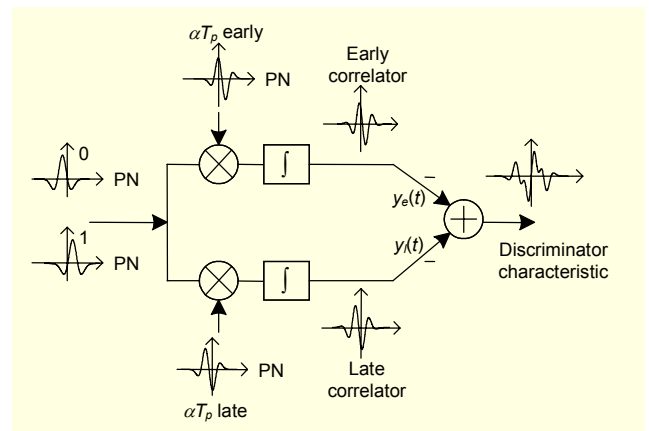 αTp early
PN
Early
correlator
0
PN
∫
–
ye(t)
+
1
PN
yl(t)
–
Discriminator
characteristic
∫
PN
αTp late
Late
correlator